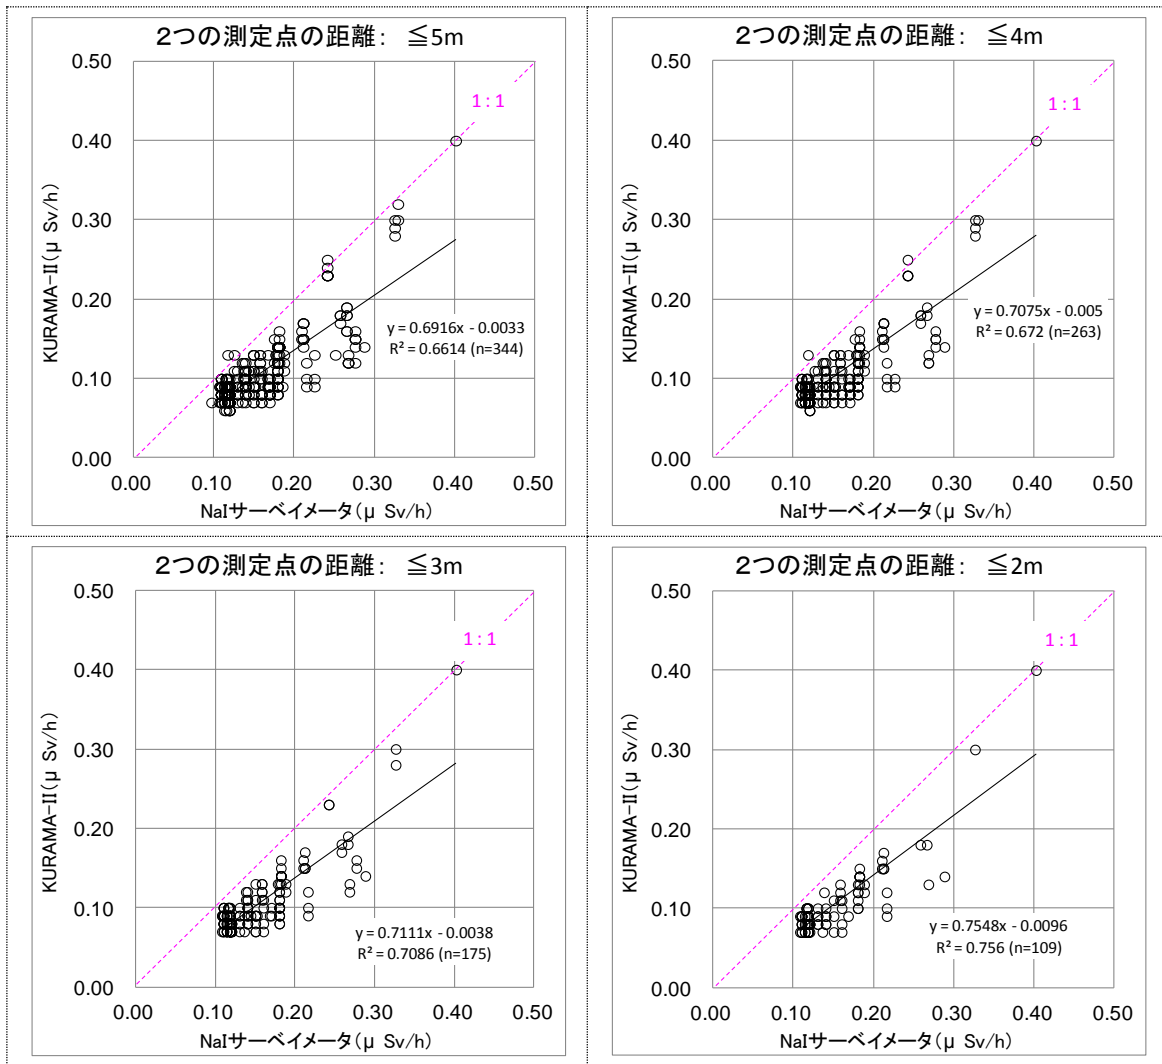 2つの測定点の距離: ≦5m
0.50
0.40
0.30
0.20
0.10
0.00
KURAMA-II(μ Sv/h)
1 : 1
y = 0.6916x - 0.0033
R² = 0.6614 (n=344)
0.00 0.10 0.20 0.30 0.40 0.50
NaIサーベイメータ(μ Sv/h)
2つの測定点の距離: ≦4m
0.50
0.40
0.30
0.20
0.10
0.00
KURAMA-II(μ Sv/h)
1 : 1
y = 0.7075x - 0.005
R² = 0.672 (n=263)
0.00 0.10 0.20 0.30 0.40 0.50
NaIサーベイメータ(μ Sv/h)
2つの測定点の距離: ≦3m
0.50
0.40
0.30
0.20
0.10
0.00
KURAMA-II(μ Sv/h)
1 : 1
y = 0.7111x - 0.0038
R² = 0.7086 (n=175)
0.00 0.10 0.20 0.30 0.40 0.50
NaIサーベイメータ(μ Sv/h)
2つの測定点の距離: ≦2m
0.50
0.40
0.30
0.20
0.10
0.00
KURAMA-II(μ Sv/h)
1 : 1
y = 0.7548x - 0.0096
R² = 0.756 (n=109)
0.00 0.10 0.20 0.30 0.40 0.50
NaIサーベイメータ(μ Sv/h)